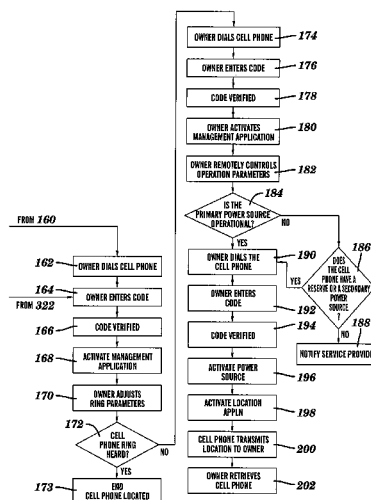 FROM 160
162
OWNER DIALS CELL PHONE
164
OWNER ENTERS CODE
FROM 322
166
CODE VERIFIED
168
ACTIVATE MANAGEMENT
APPLICATION
170
OWNER ADJUSTS
RING PARAMETERS
172
CELL
PHONE RING
HEARD?
NO
YES
173
END
CELL PHONE LOCATED
OWNER DIALS CELL PHONE
174
OWNER ENTERS CODE
176
CODE VERIFIED
178
OWNER ACTIVATES
MANAGEMENT APPLICATION
180
OWNER REMOTELY CONTROLS
OPERATION PARAMETERS
182
184
IS THE
PRIMARY POWER SOURCE
OPERATIONAL?
NO
YES
186
DOES
THE CELL
PHONE HAVE A
RESERVE OR A SECONDARY
POWER
SOURCE
?
YES
NO
188
NOTIFY SERVICE PROVIDER
OWNER DIALS THE
CELL PHONE
190
OWNER ENTERS
CODE
192
CODE VERIFIED
194
ACTIVATE POWER
SOURCE
196
ACTIVATE LOCATION
APPLN
198
CELL PHONE TRANSMITS
LOCATION TO OWNER
200
OWNER RETRIEVES
CELL PHONE
202